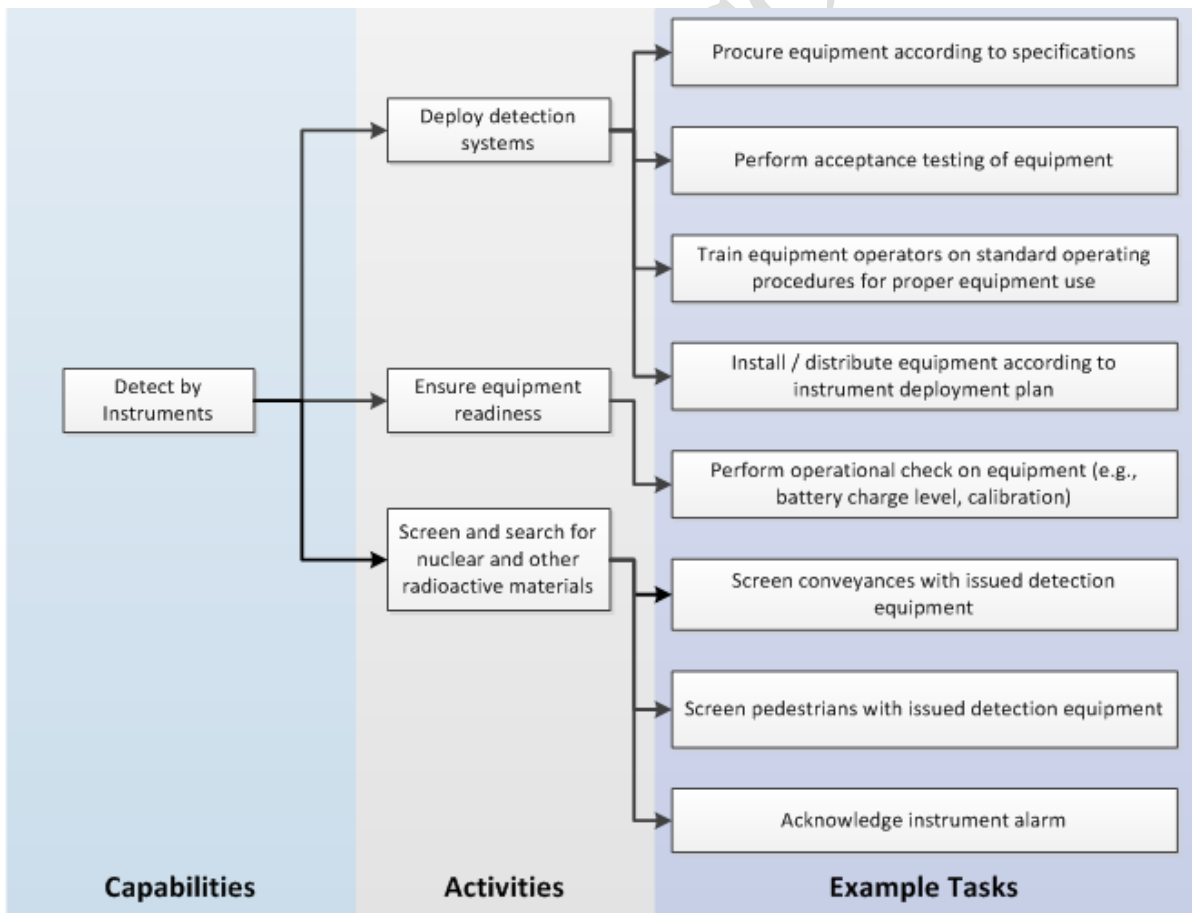 Procure equipment according to specifications
Deploy detection
systems
Perform acceptance testing of equipment
Train equipment operators on standard operating
procedures for proper equipment use
Install / distribute equipment according to
instrument deployment plan
Detect by
Instruments
Ensure equipment
readiness
Perform operational check on equipment (e.g.,
battery charge level, calibration)
Screen and search for
nuclear and other
radioactive materials
Screen conveyances with issued detection
equipment
Screen pedestrians with issued detection equipment
Acknowledge instrument alarm
Capabilities
Activities
Example Tasks